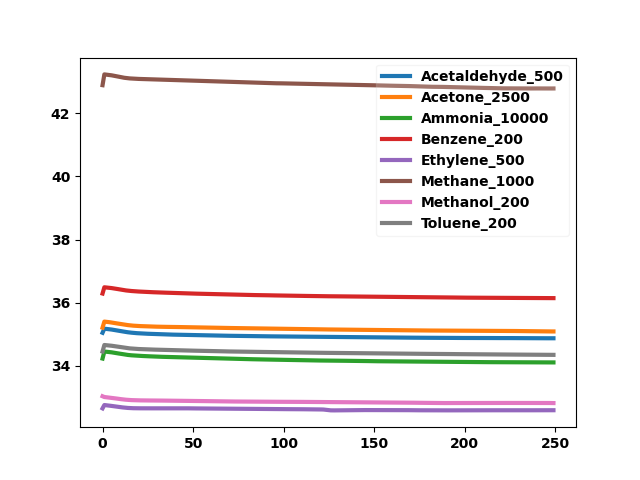 42
40
38
36
34
0 50 100 150 200 250
Acetaldehyde_500
Acetone_2500
Ammonia_10000
Benzene_200
Ethylene_500
Methane_1000
Methanol_200
Toluene_200